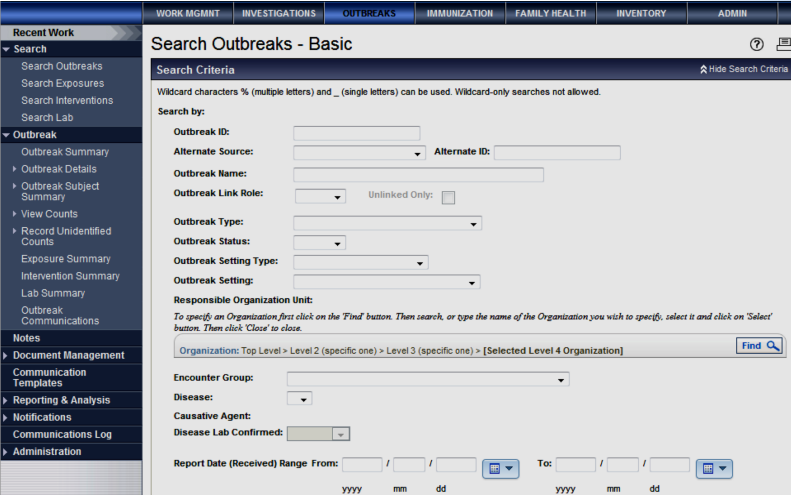 WORK MGMNT INVESTIGATIONS OUTBREAKS IMMUNIZATION FAMILY HEALTH INVENTORY ADMIN
Recent Work
Search
Search Outbreaks
Search Exposures
Search Interventions
Search Lab
Outbreak
Outbreak Summary
Outbreak Details
Outbreak Subject
Summary
View Counts
Record Unidentified
Counts
Exposure Summary
Intervention Summary
Lab Summary
Outbreak
Communications
Notes
Document Management
Communication
Templates
Reporting & Analysis
Notifications
Communications Log
Administration
Search Outbreaks - Basic
?
Search Criteria Hide Search Criteria
Wildcard characters % (multiple letters) and _ (single letters) can be used. Wildcard-only searches not allowed.
Search by:
Outbreak ID:
Alternate Source: Alternate ID:
Outbreak Name:
Outbreak Link Role: Unlinked Only:
Outbreak Type:
Outbreak Status:
Outbreak Setting Type:
Outbreak Setting:
Responsible Organization Unit:
To specify an Organization first click on the 'Find' button. Then search, or type the name of the Organization you wish to specify, select it and click on 'Select'
button. Then click 'Close' to close.
Organization: Top Level > Level 2 (specific one) > Level 3 (specific one) > [Selected Level 4 Organization] Find
Encounter Group:
Disease:
Causative Agent:
Disease Lab Confirmed:
Report Date (Received) Range From: / / To: / /
yyyy mm dd yyyy mm dd